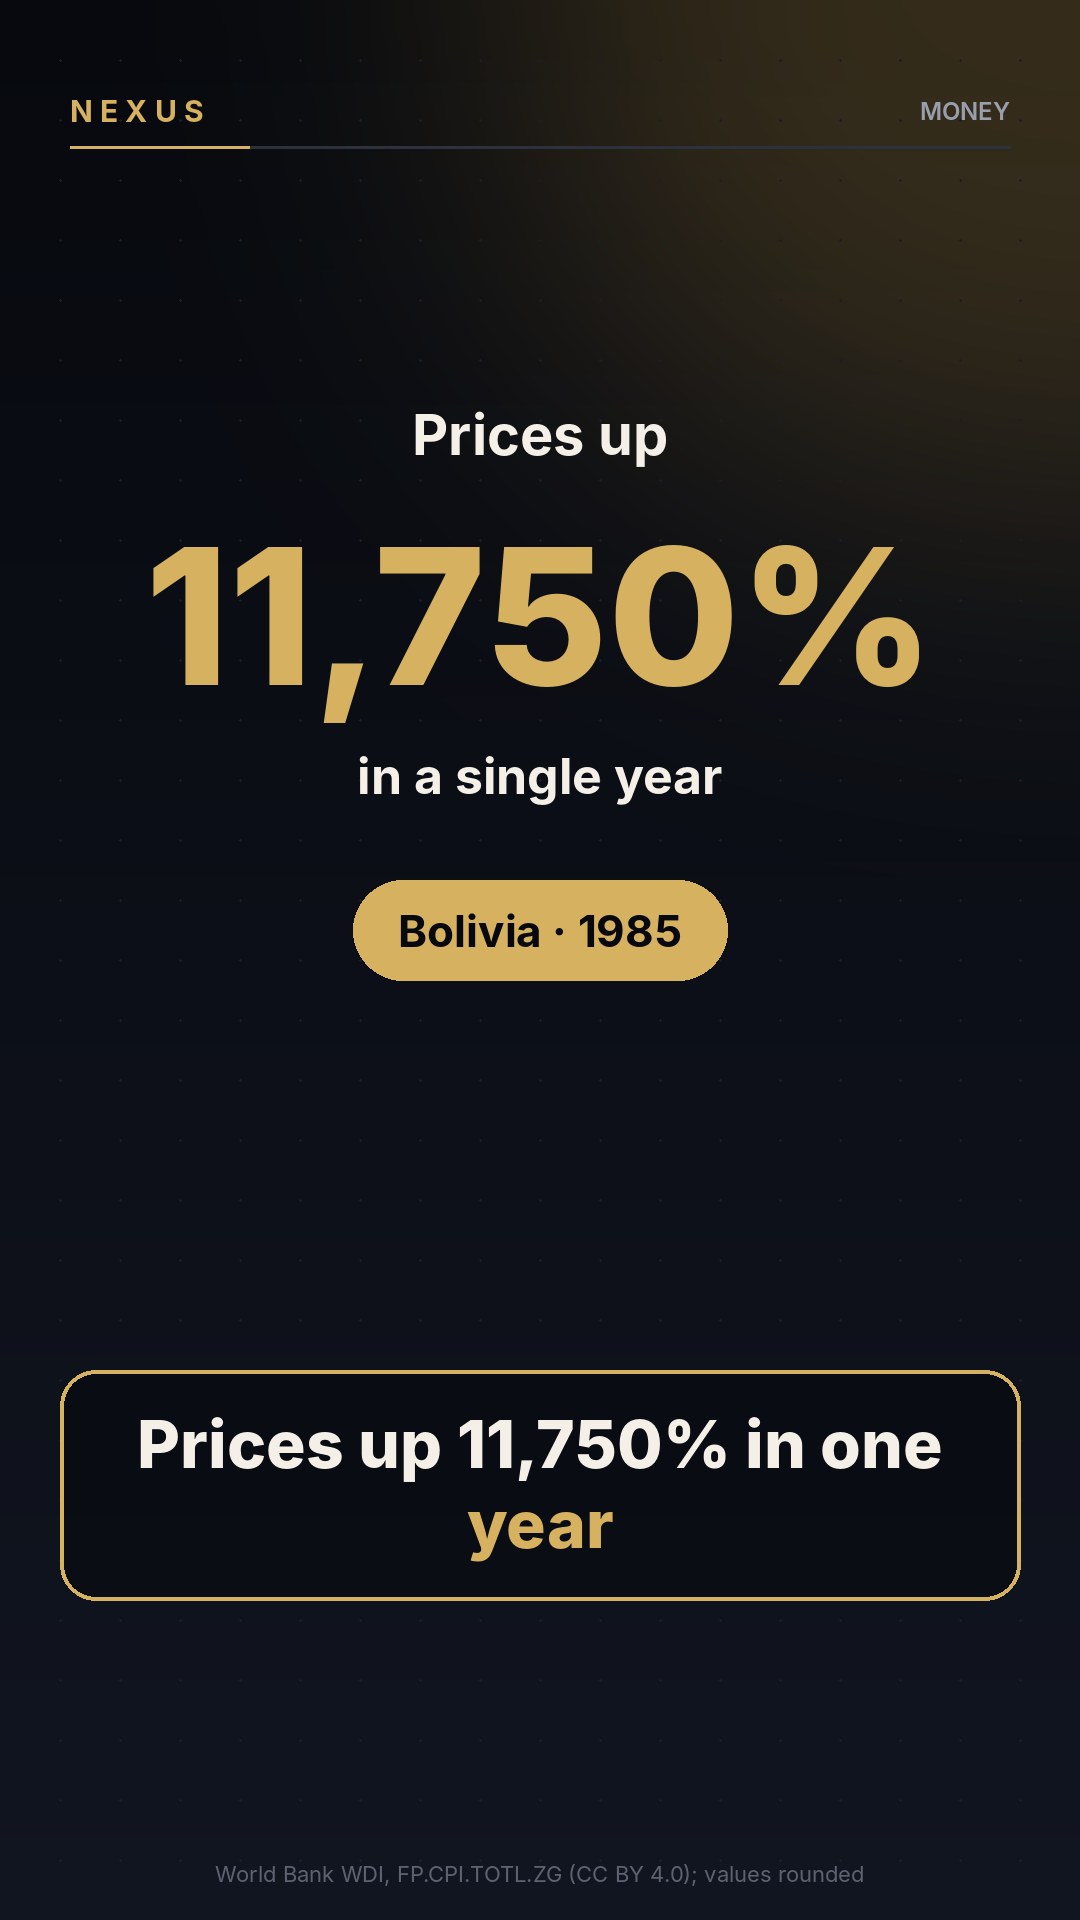 NEXUS
MONEY
Prices up
11,750%
in a single year
Bolivia · 1985
Prices up 11,750% in one
year
World Bank WDI, FP.CPI.TOTL.ZG (CC BY 4.0); values rounded